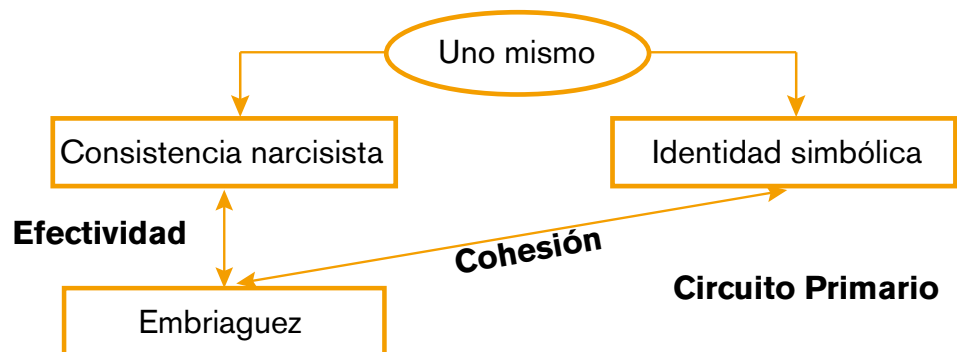 Uno mismo
Consistencia narcisista
Identidad simbólica
Efectividad
Cohesión
Circuito Primario
Embriaguez